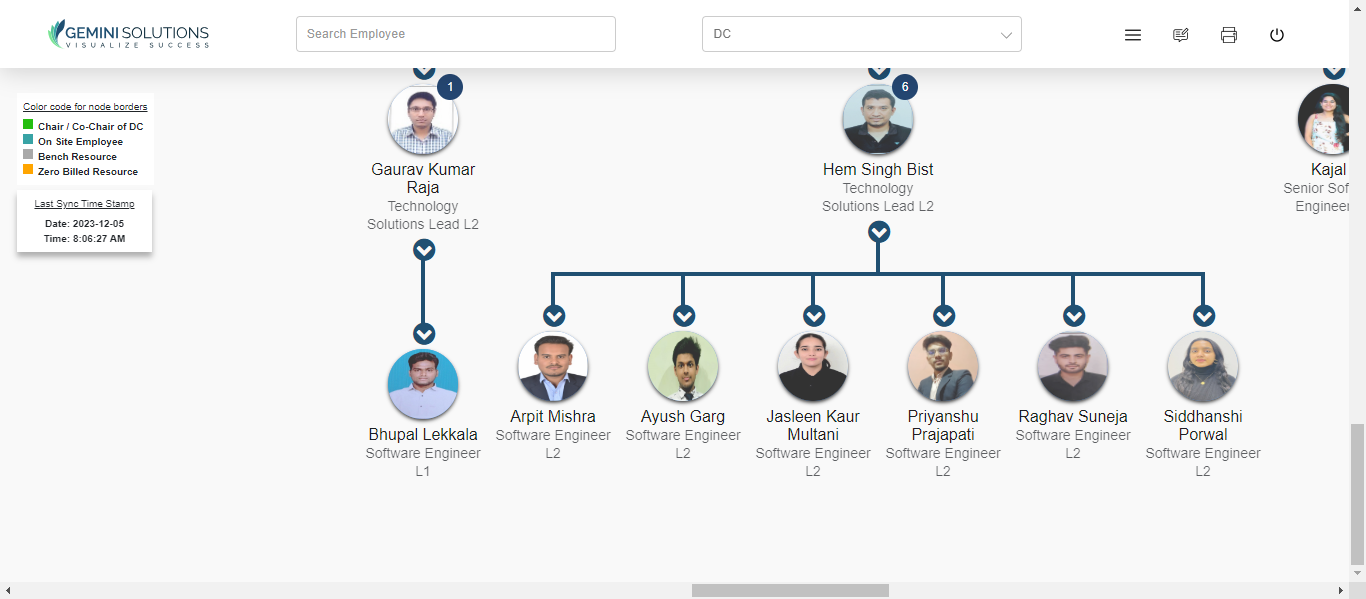 GEMINI SOLUTIONS
VISUALIZE SUCCESS
Search Employee
DC
Color code for node borders
Chair / Co-Chair of DC
On Site Employee
Bench Resource
Zero Billed Resource
Last Sync Time Stamp
Date: 2023-12-05
Time: 8:06:27 AM
1
Gaurav Kumar
Raja
Technology
Solutions Lead L2
6
Hem Singh Bist
Technology
Solutions Lead L2
Kajal
Senior Sof
Engineer
Bhupal Lekkala
Software Engineer
L1
Arpit Mishra
Software Engineer
L2
Ayush Garg
Software Engineer
L2
Jasleen Kaur
Multani
Software Engineer
L2
Priyanshu
Prajapati
Software Engineer
L2
Raghav Suneja
Software Engineer
L2
Siddhanshi
Porwal
Software Engineer
L2